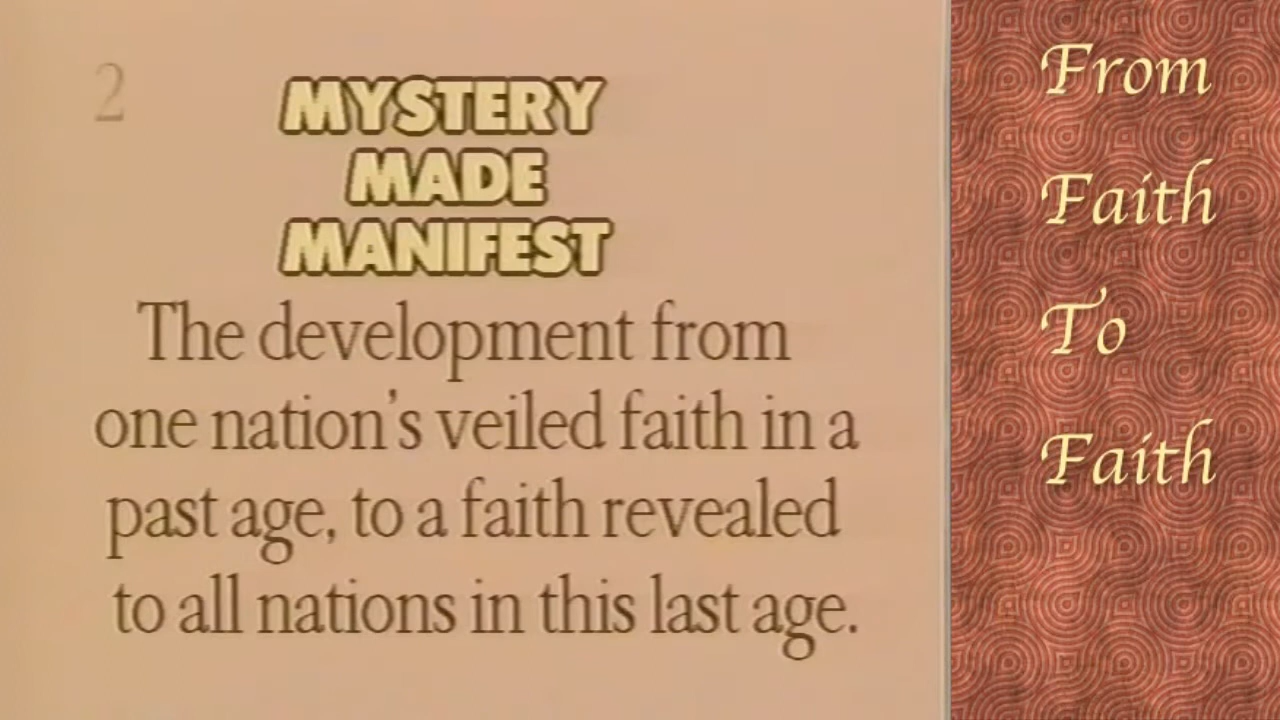 2
MYSTERY
MADE
MANIFEST
The development from
one nation's veiled faith in a
past age, to a faith revealed
to all nations in this last age.
From
Faith
To
Faith